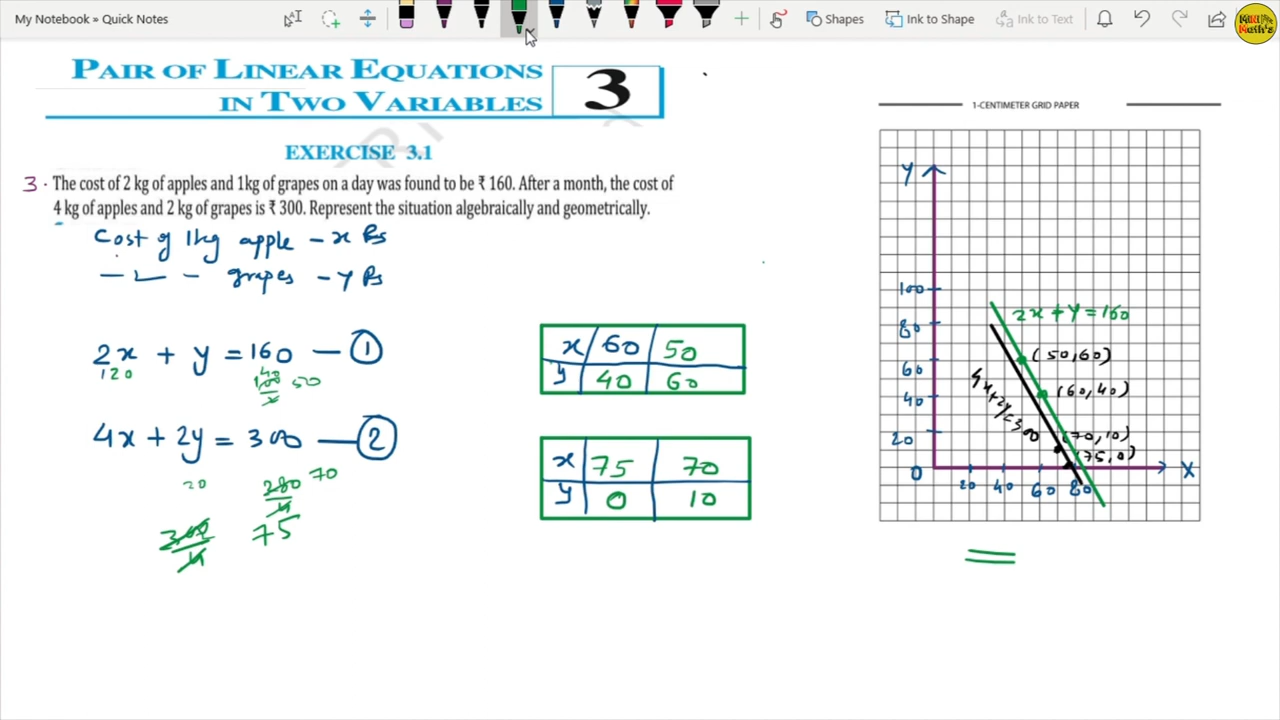 My Notebook » Quick Notes
Shapes
Ink to Shape
Ink to Text
PAIR OF LINEAR EQUATIONS
IN TWO VARIABLES
3
EXERCISE 3.1
3. The cost of 2 kg of apples and 1kg of grapes on a day was found to be ₹ 160. After a month, the cost of
4 kg of apples and 2 kg of grapes is ₹ 300. Represent the situation algebraically and geometrically.
Cost of 1kg apple - x Rs
grapes - y Rs
2x + y = 160 — 1
120
50
4x + 2y = 300 — 2
20
280 70
4
300 75
4
x 60 50
y 40 60
x 75 70
y 0 10
1-CENTIMETER GRID PAPER
Y
100
80
60
40
20
0
20 40 60 80
X
2x + y = 160
(50,60)
(60,40)
4x+2y=300
(70,10)
(75,0)